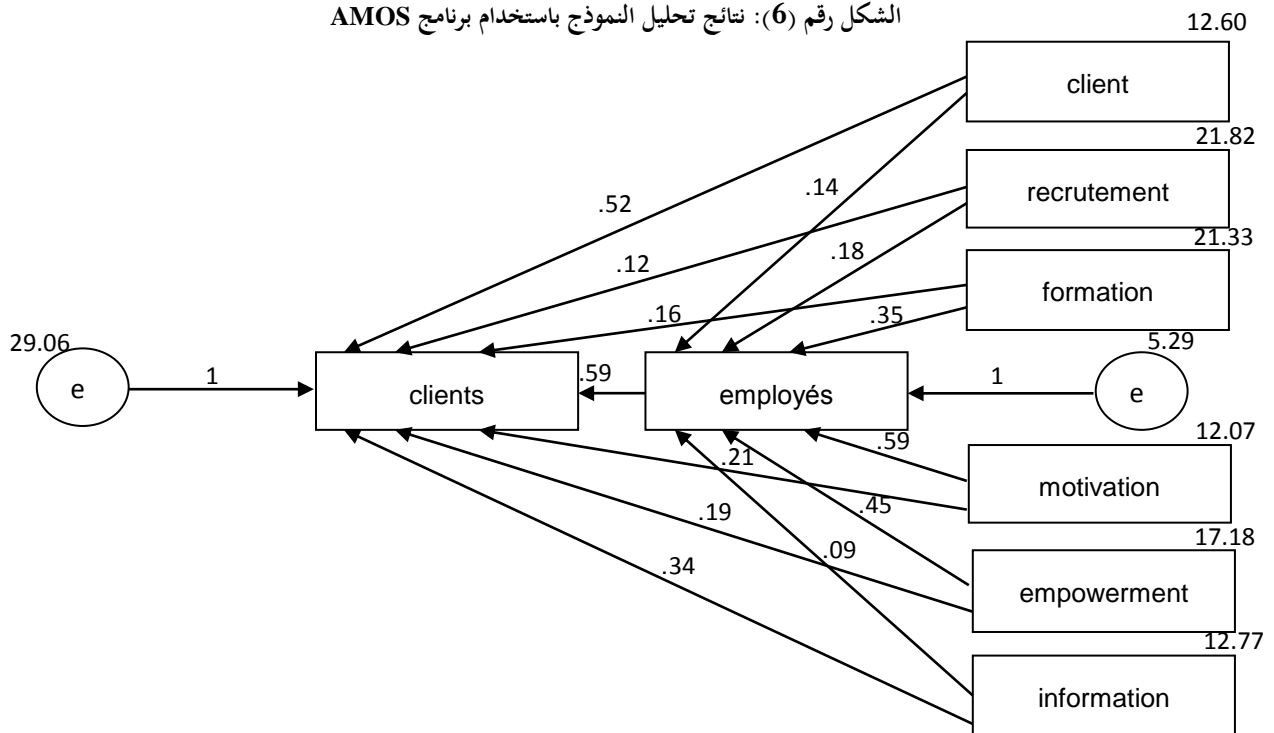 الشكل رقم (6): نتائج تحليل النموذج باستخدام برنامج AMOS
12.60
client
21.82
.14
recrutement
.52
21.33
.18
.12
formation
.16
.35
29.06
5.29
e
1
clients
.59
employés
1
e
12.07
.59
.21
motivation
.45
.19
17.18
.09
.34
empowerment
12.77
information